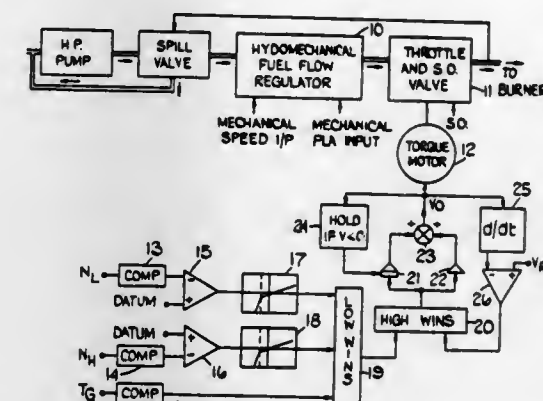 10
H.P. PUMP
SPILL VALVE
1
HYDOMECHANICAL FUEL FLOW REGULATOR
THROTTLE AND S.O. VALVE
TO BURNER
11
MECHANICAL SPEED I/P
MECHANICAL PLA INPUT
S.O.
TORQUE MOTOR
12
25
24
HOLD IF V<0
V0
+
+
23
d/dt
21
22
26
-
+
HIGH WINS
20
NL
13
COMP
15
-
DATUM
+
17
DATUM
+
NH
COMP
-
14
16
18
LOW WINS
19
TG
COMP